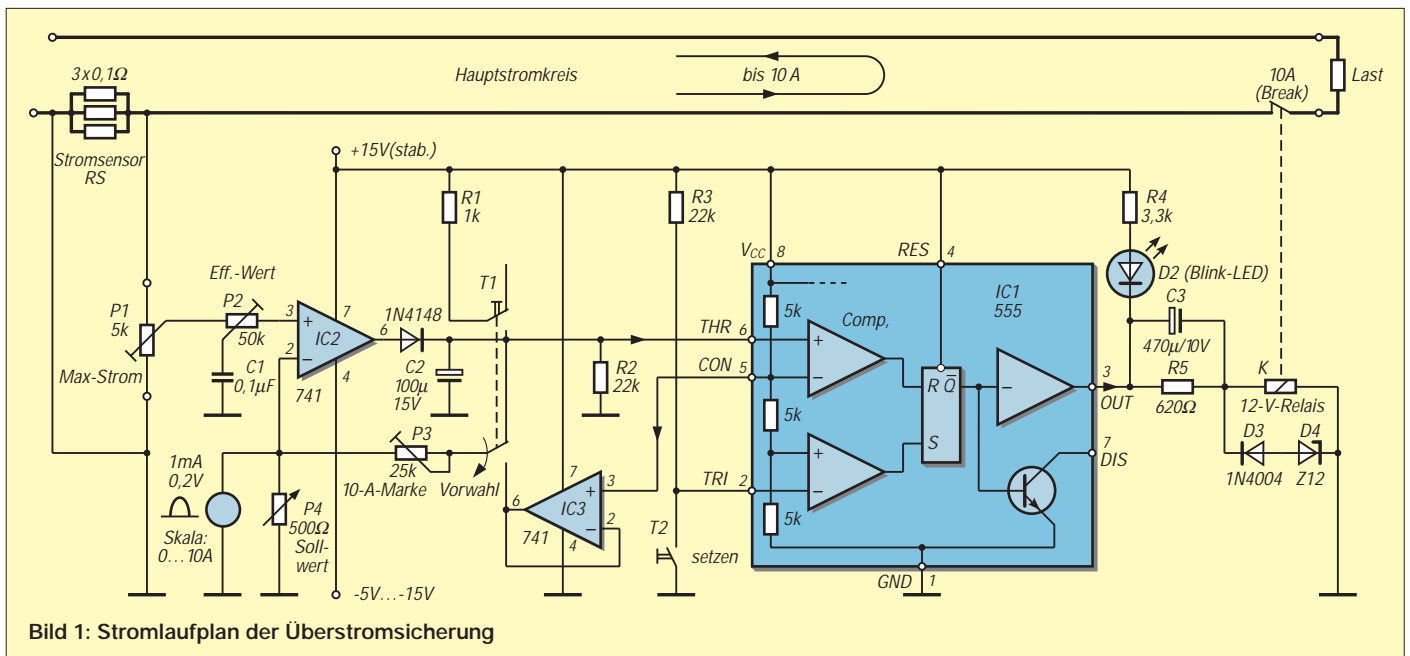 3x0,1Ω
Stromsensor
RS
Hauptstromkreis
bis 10 A
10A
(Break)
Last
+15V(stab.)
R1
1k
R3
22k
R4
3,3k
VCC 8
RES 4
D2 (Blink-LED)
Eff.-Wert
P2
50k
P1
5k
Max-Strom
C1
0,1µF
3
+
2
−
IC2
7
4
6
741
1N4148
C2
100µ
15V
T1
R2
22k
THR 6
CON 5
TRI 2
5k
5k
5k
Comp,
+
−
+
−
IC1
555
R Q
S
−
3
OUT
7
DIS
GND 1
C3
470µ/10V
R5
620Ω
K
12-V-Relais
D3
1N4004
D4
Z12
P3
25k
10-A-Marke
Vorwahl
1mA
0,2V
Skala:
0...10A
P4
500Ω
Soll-
wert
-5V...-15V
7
+ 3
− 2
IC3
6
741
4
T2
setzen
Bild 1: Stromlaufplan der Überstromsicherung